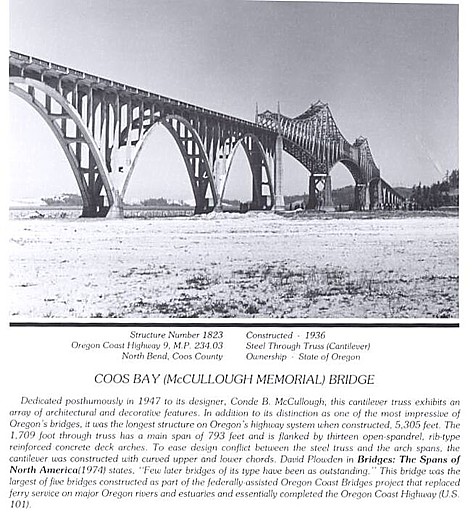 Structure Number 1823
Oregon Coast Highway 9, M.P. 234.03
North Bend, Coos County
Constructed - 1936
Steel Through Truss (Cantilever)
Ownership - State of Oregon
COOS BAY (McCULLOUGH MEMORIAL) BRIDGE
Dedicated posthumously in 1947 to its designer, Conde B. McCullough, this cantilever truss exhibits an
array of architectural and decorative features. In addition to its distinction as one of the most impressive of
Oregon's bridges, it was the longest structure on Oregon's highway system when constructed, 5,305 feet. The
1,709 foot through truss has a main span of 793 feet and is flanked by thirteen open-spandrel, rib-type
reinforced concrete deck arches. To ease design conflict between the steel truss and the arch spans, the
cantilever was constructed with curved upper and lower chords. David Plowden in Bridges: The Spans of
North America(1974) states, "Few later bridges of its type have been as outstanding." This bridge was the
largest of five bridges constructed as part of the federally-assisted Oregon Coast Bridges project that replaced
ferry service on major Oregon rivers and estuaries and essentially completed the Oregon Coast Highway (U.S.
101).